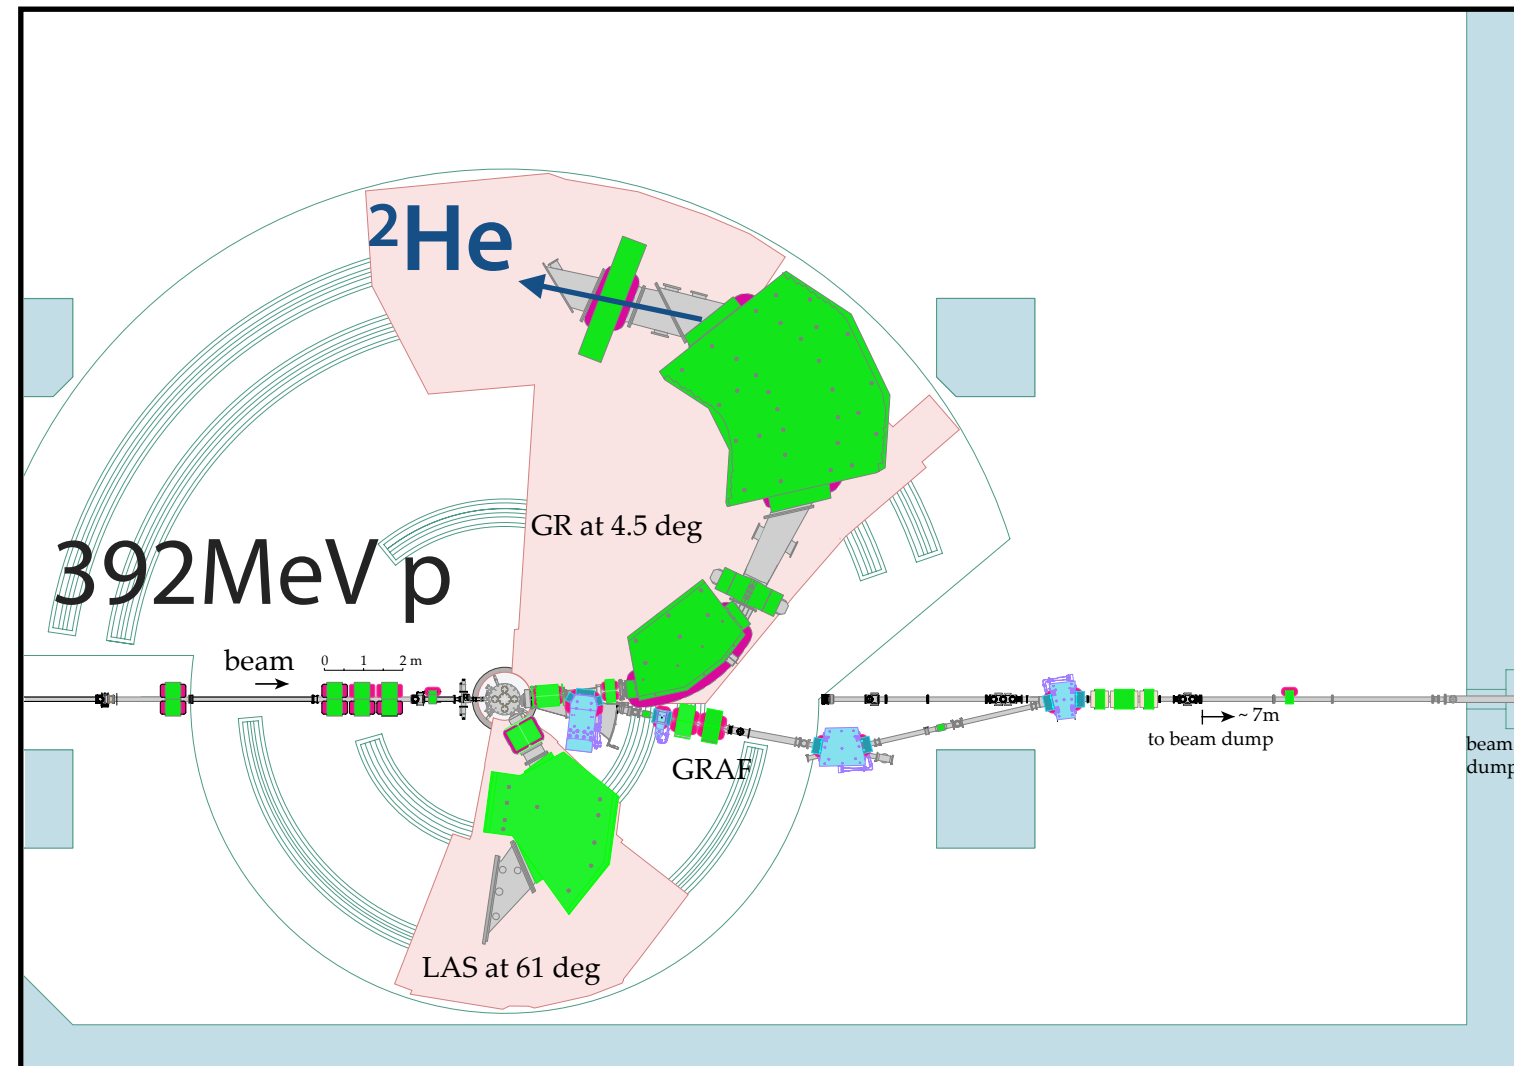 ²He
GR at 4.5 deg
392MeV p
beam
0 1 2 m
~ 7m
to beam dump
GRAF
beam
dump
LAS at 61 deg